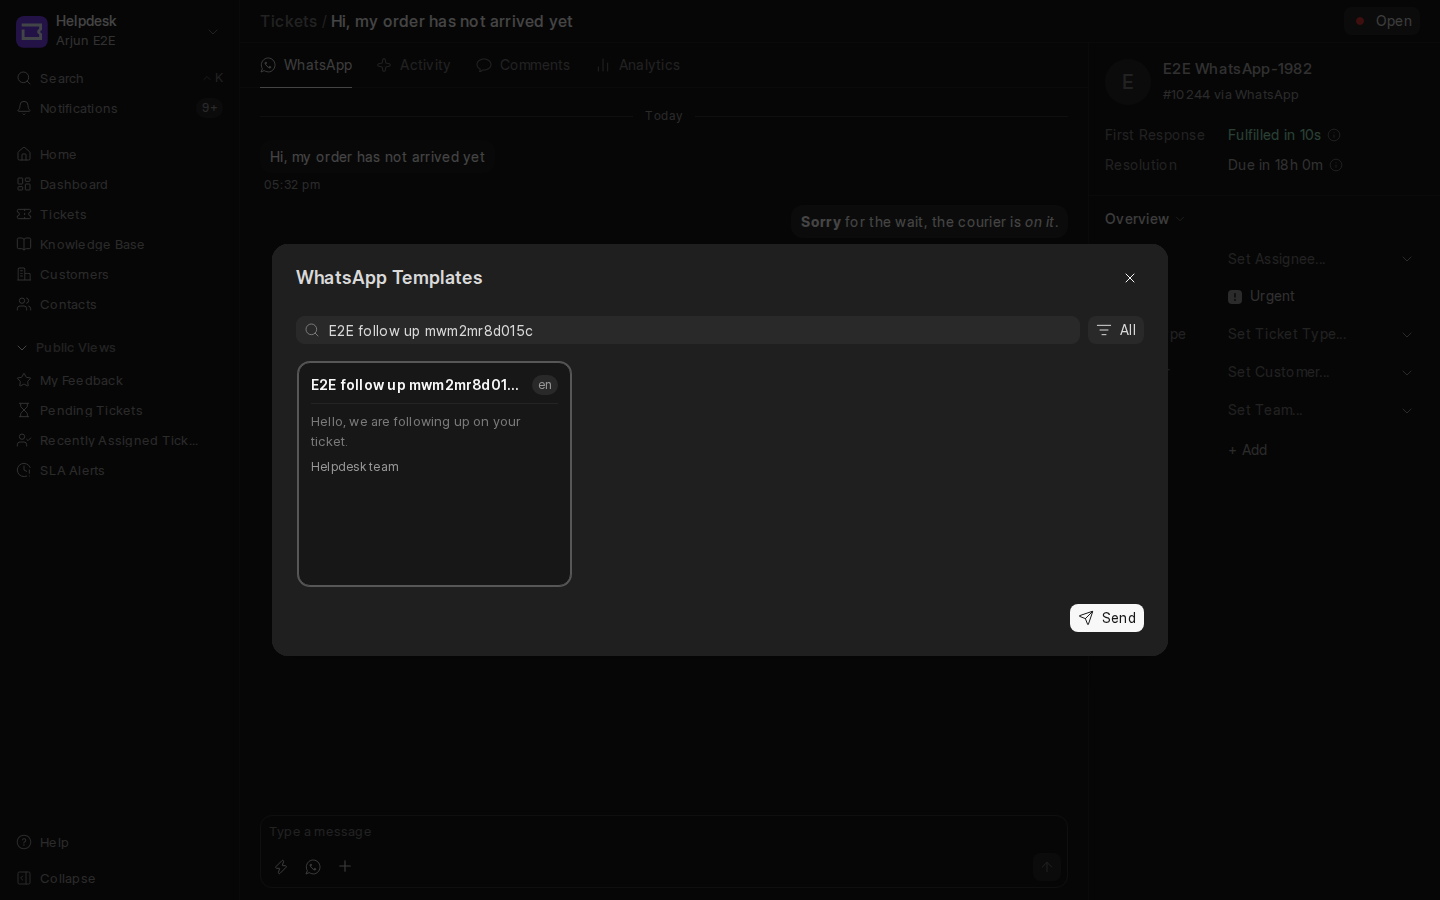 Helpdesk
Arjun E2E
Search
K
Notifications
9+
Home
Dashboard
Tickets
Knowledge Base
Customers
Contacts
Public Views
My Feedback
Pending Tickets
Recently Assigned Tick...
SLA Alerts
Help
Collapse
Tickets / Hi, my order has not arrived yet
Open
WhatsApp
Activity
Comments
Analytics
Today
Hi, my order has not arrived yet
05:32 pm
Sorry for the wait, the courier is on it.
WhatsApp Templates
E2E follow up mwm2mr8d015c
All
E2E follow up mwm2mr8d01...
en
Hello, we are following up on your
ticket.
Helpdesk team
Send
Type a message
E
E2E WhatsApp-1982
#10244 via WhatsApp
First Response
Fulfilled in 10s
Resolution
Due in 18h 0m
Overview
Set Assignee...
Urgent
pe
Set Ticket Type...
Set Customer...
Set Team...
+ Add